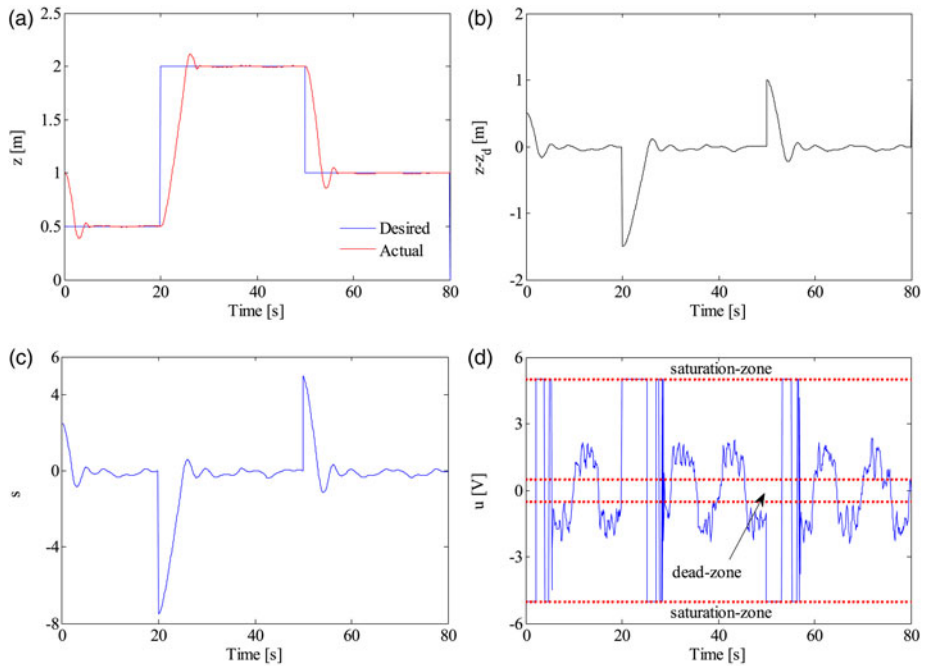 (a)
2.5
2
1.5
1
0.5
0
z [m]
Desired
Actual
0 20 40 60 80
Time [s]
(b)
2
1
0
-1
-2
z-zd [m]
0 20 40 60 80
Time [s]
(c)
6
4
0
-4
-8
s
0 20 40 60 80
Time [s]
(d)
6
3
0
-3
-6
u [V]
saturation-zone
dead-zone
saturation-zone
0 20 40 60 80
Time [s]